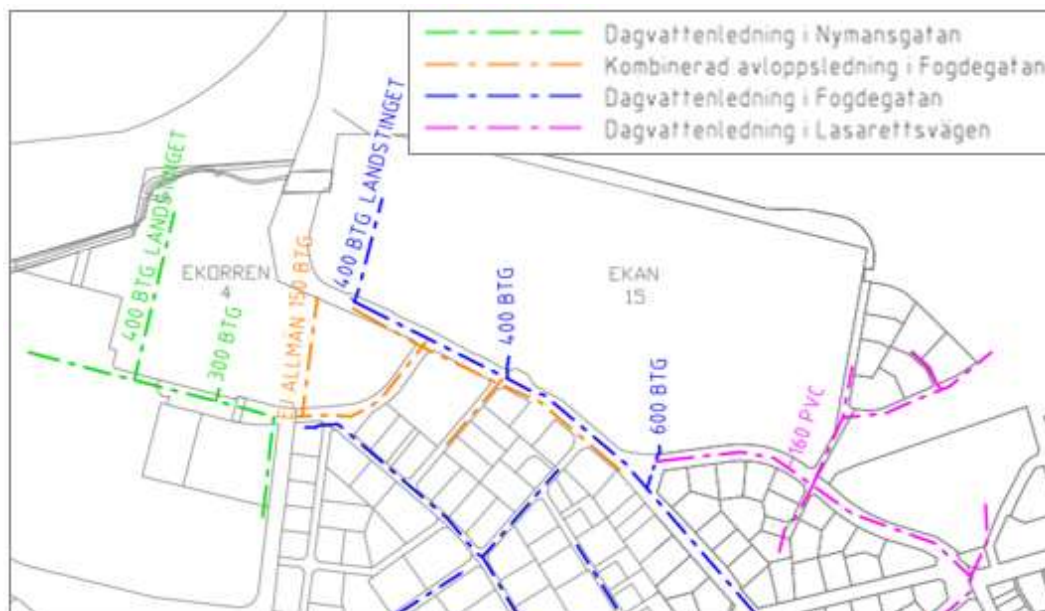 Dagvattenledning i Nymansgatan
Kombinerad avloppsledning i Fogdegatan
Dagvattenledning i Fogdegatan
Dagvattenledning i Lasarettsvägen
400 BTG LANDSTINGET
400 BTG LANDSTINGET
EKORREN
4
EKAN
15
300 BTG
EJ ALLMÄN 150 BTG
400 BTG
600 BTG
160 PVC